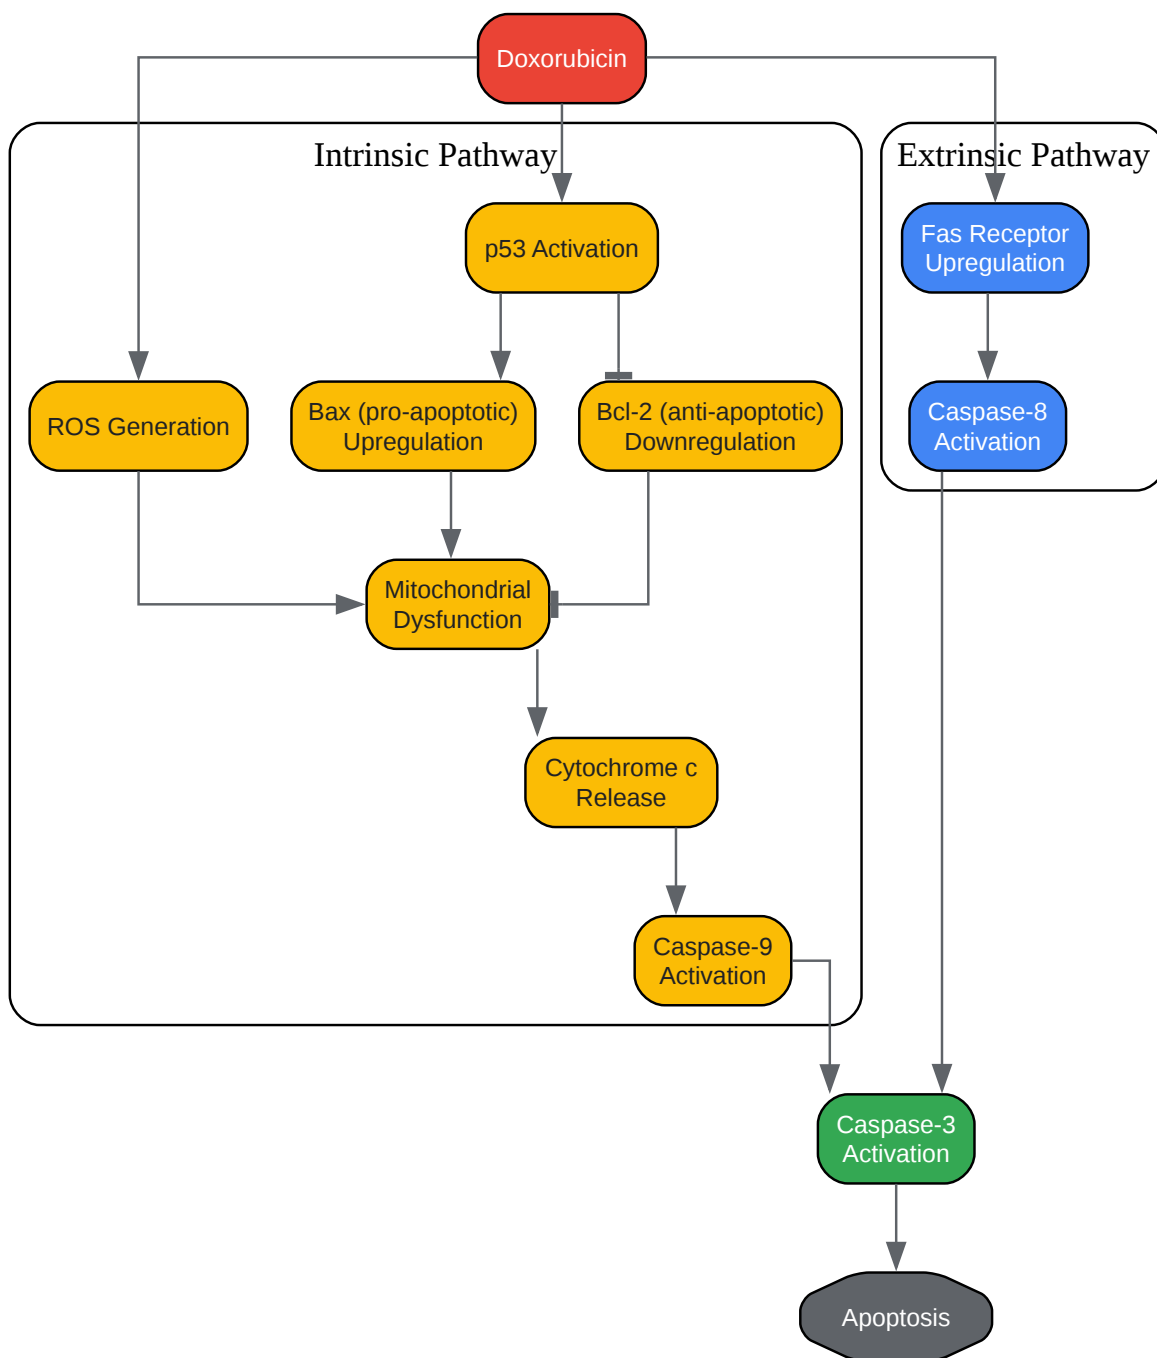 Doxorubicin
Intrinsic Pathway
Extrinsic Pathway
p53 Activation
Fas Receptor
Upregulation
ROS Generation
Bax (pro-apoptotic)
Upregulation
Bcl-2 (anti-apoptotic)
Downregulation
Caspase-8
Activation
Mitochondrial
Dysfunction
Cytochrome c
Release
Caspase-9
Activation
Caspase-3
Activation
Apoptosis